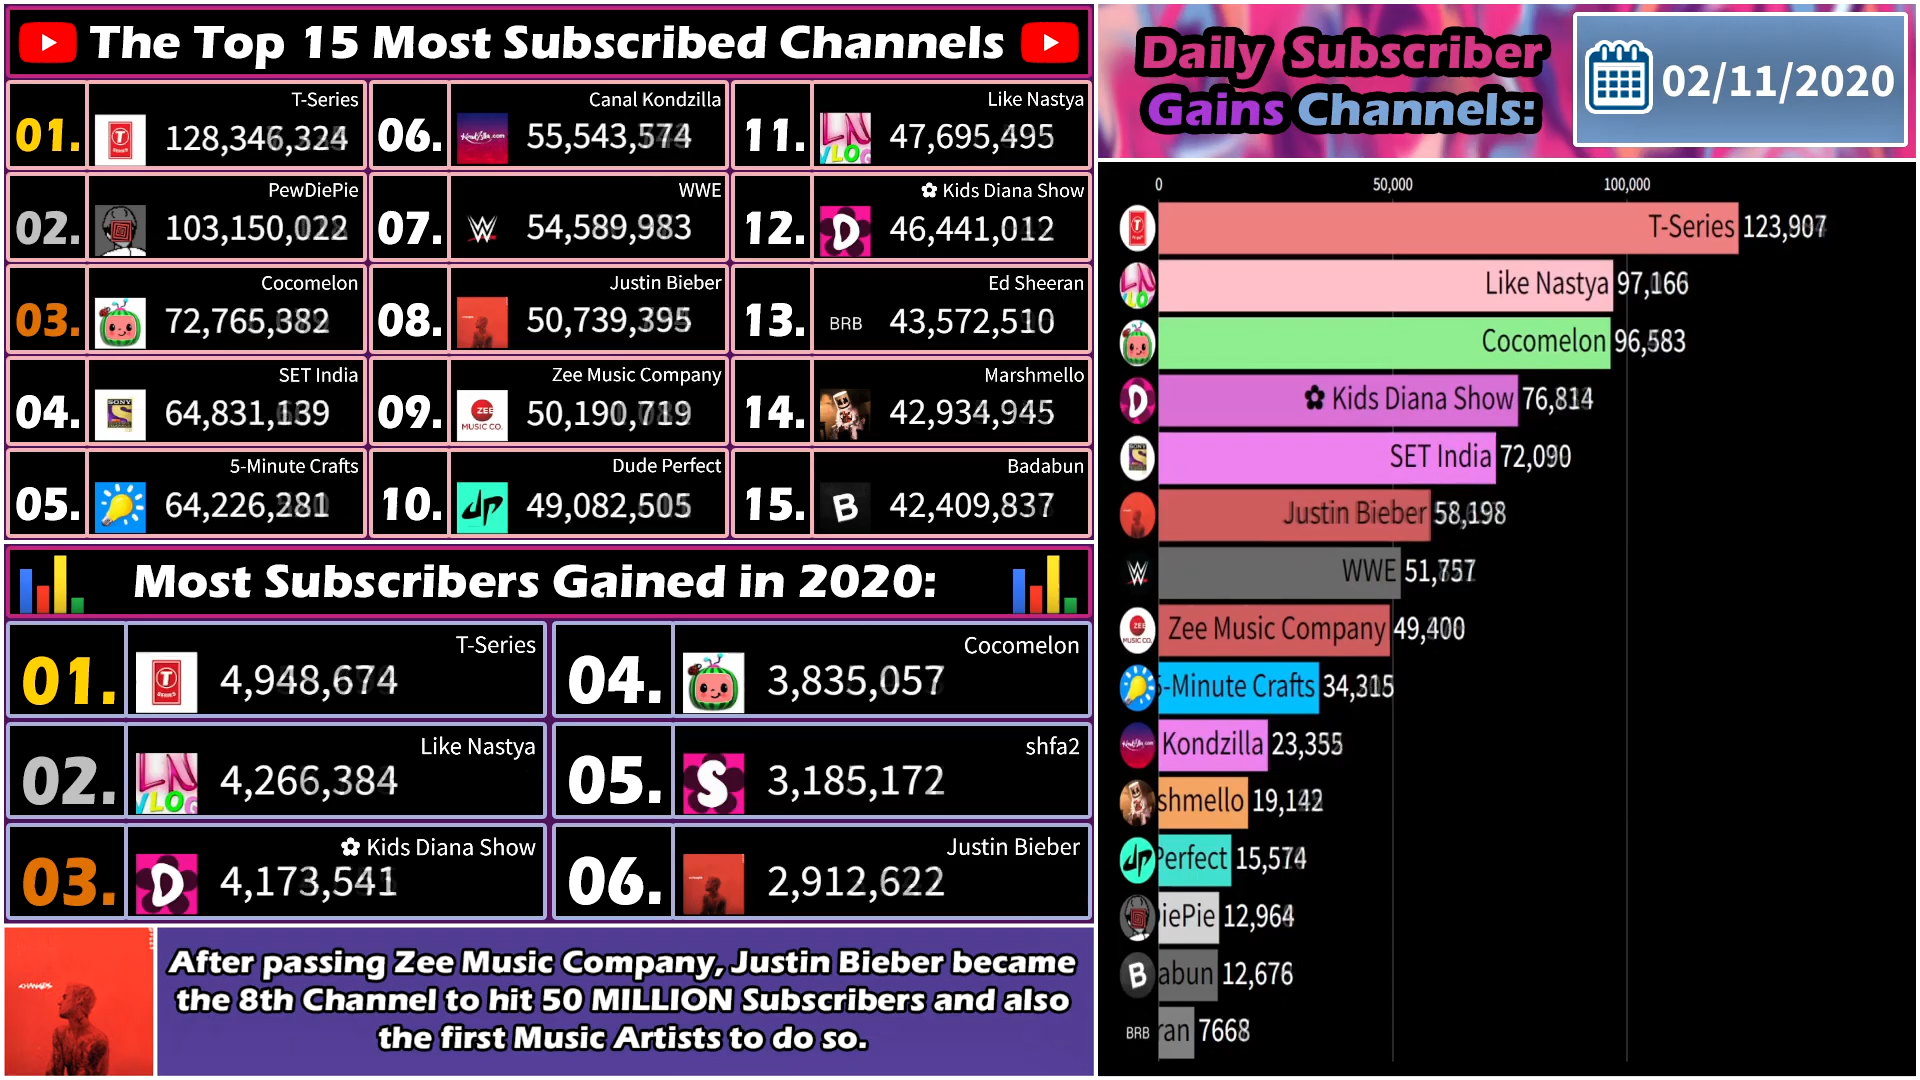 The Top 15 Most Subscribed Channels
01.
T-Series
128,346,324
02.
PewDiePie
103,150,022
03.
Cocomelon
72,765,382
04.
SET India
64,831,139
05.
5-Minute Crafts
64,226,281
06.
Canal Kondzilla
55,543,574
07.
WWE
54,589,983
08.
Justin Bieber
50,739,395
09.
Zee Music Company
50,190,719
10.
Dude Perfect
49,082,505
11.
Like Nastya
47,695,495
12.
✿ Kids Diana Show
46,441,012
13.
BRB
Ed Sheeran
43,572,510
14.
Marshmello
42,934,945
15.
Badabun
42,409,837
Most Subscribers Gained in 2020:
01.
T-Series
4,948,674
02.
Like Nastya
4,266,384
03.
✿ Kids Diana Show
4,173,541
04.
Cocomelon
3,835,057
05.
shfa2
3,185,172
06.
Justin Bieber
2,912,622
After passing Zee Music Company, Justin Bieber became
the 8th Channel to hit 50 MILLION Subscribers and also
the first Music Artists to do so.
Daily Subscriber
Gains Channels:
02/11/2020
0 50,000 100,000
T-Series 123,907
Like Nastya 97,166
Cocomelon 96,583
✿ Kids Diana Show 76,814
SET India 72,090
Justin Bieber 58,198
WWE 51,757
Zee Music Company 49,400
5-Minute Crafts 34,315
Kondzilla 23,355
shmello 19,142
Perfect 15,574
iePie 12,964
abun 12,676
BRB ran 7668